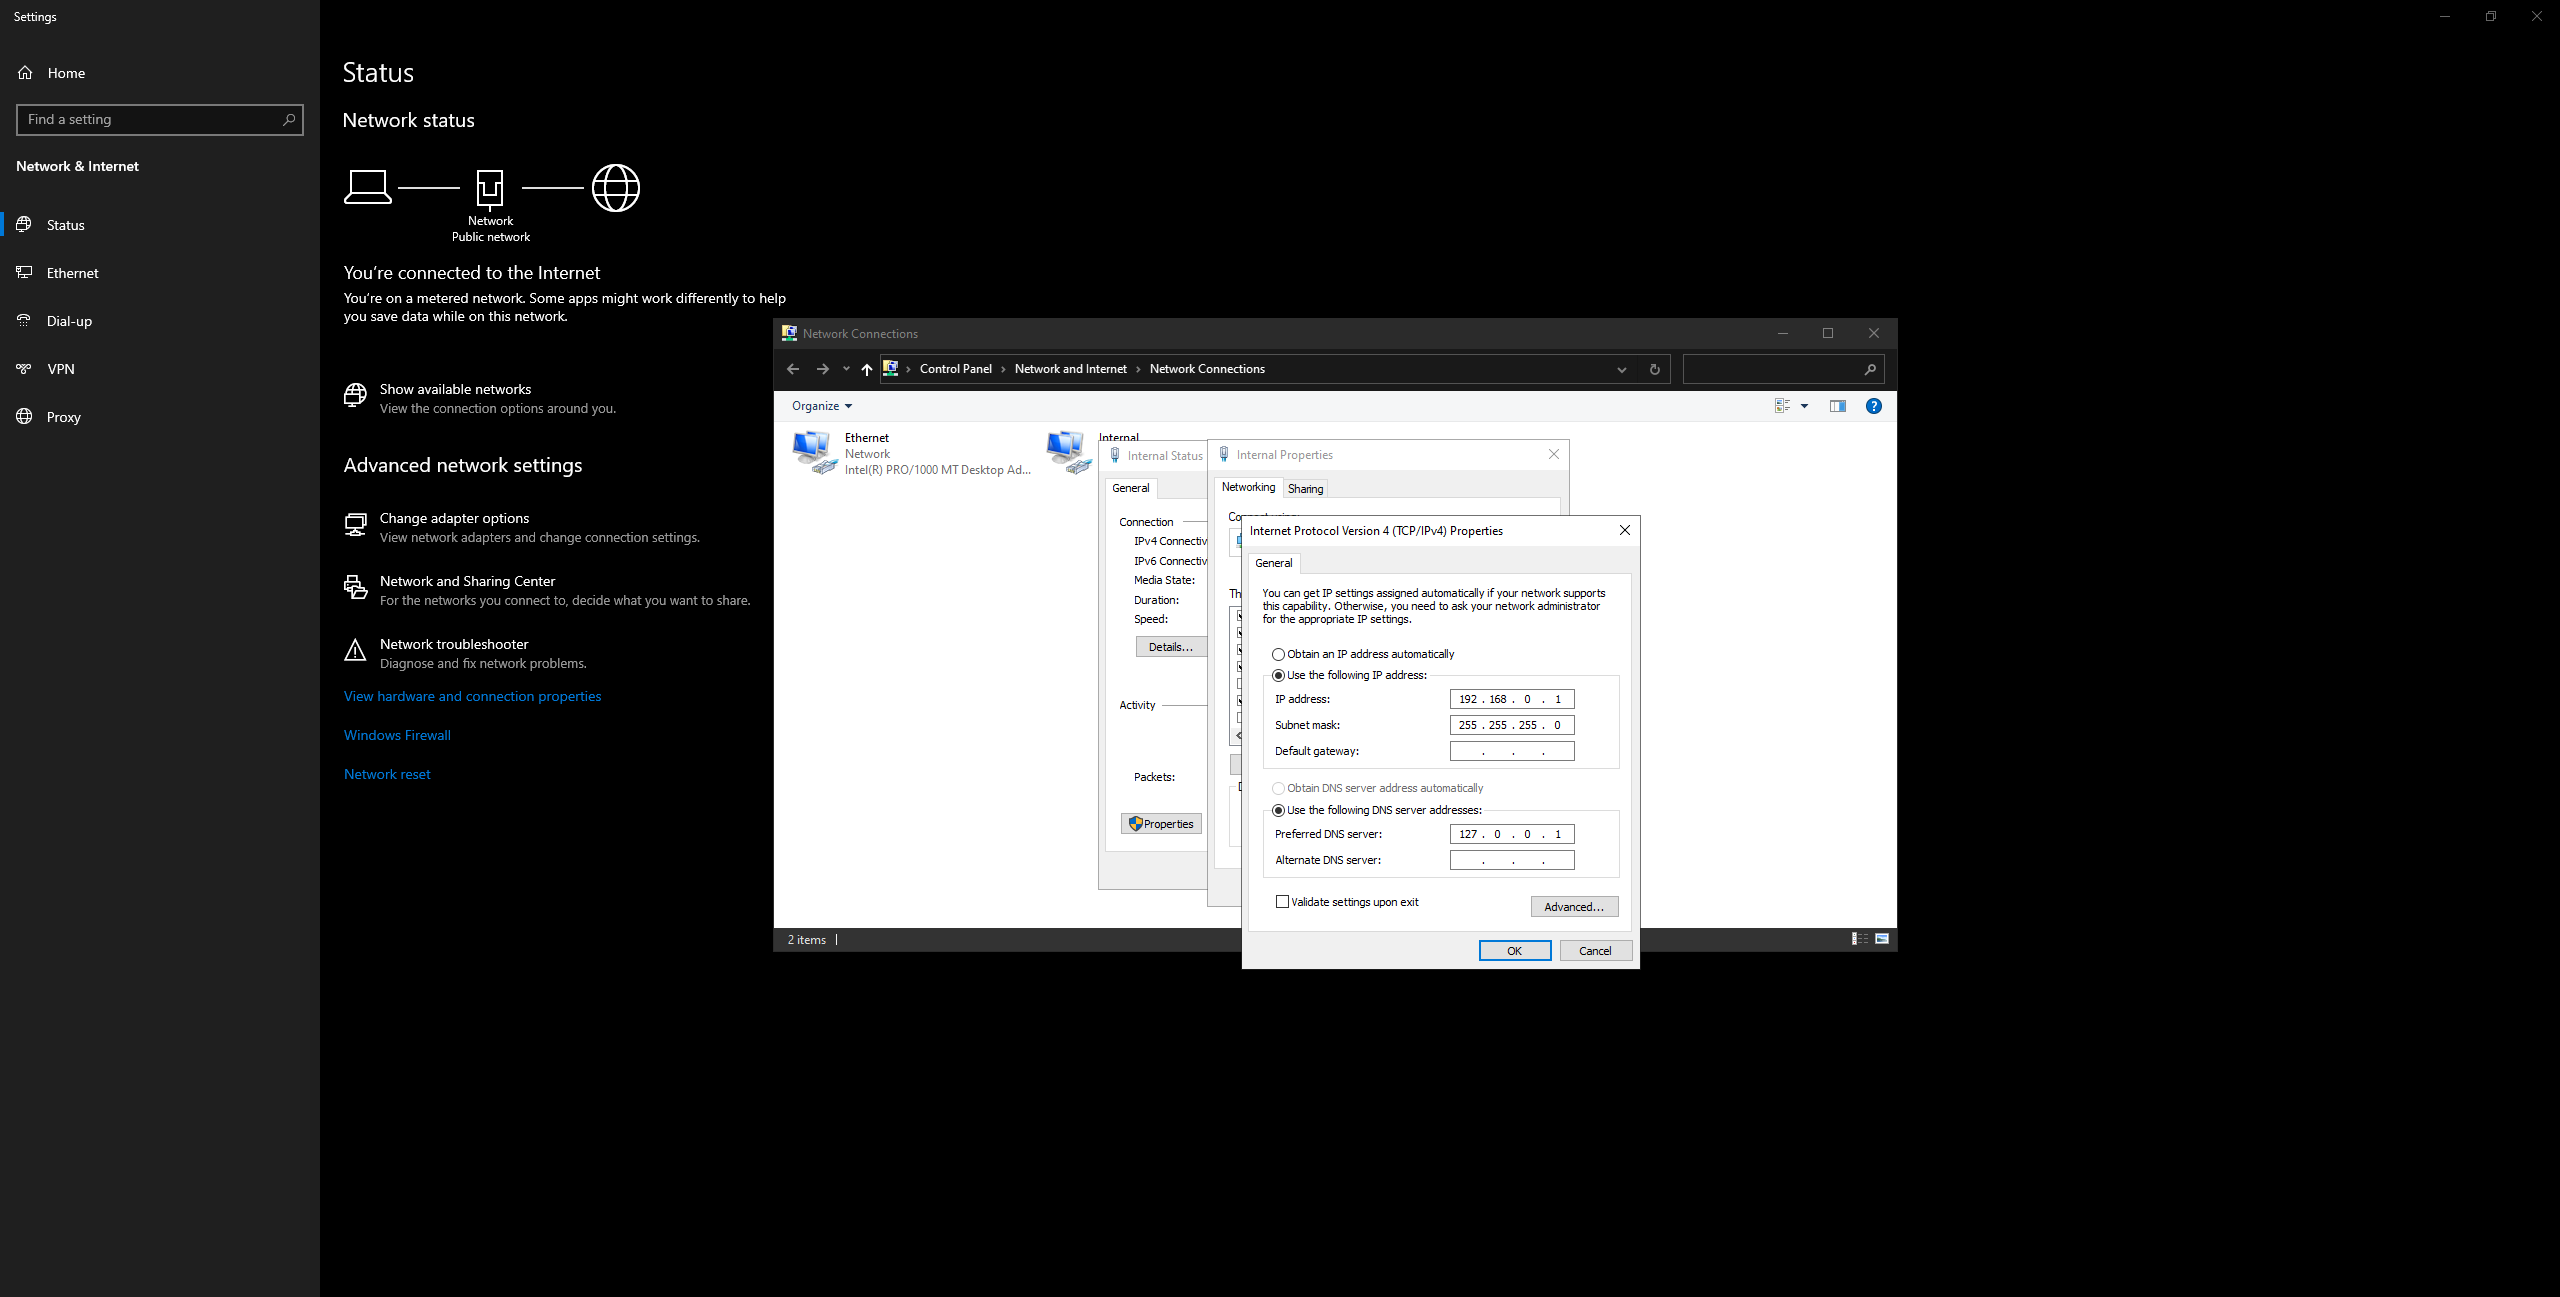 Settings
Home
Find a setting
Network & Internet
Status
Ethernet
Dial-up
VPN
Proxy
Status
Network status
Network
Public network
You're connected to the Internet
You're on a metered network. Some apps might work differently to help
you save data while on this network.
Show available networks
View the connection options around you.
Advanced network settings
Change adapter options
View network adapters and change connection settings.
Network and Sharing Center
For the networks you connect to, decide what you want to share.
Network troubleshooter
Diagnose and fix network problems.
View hardware and connection properties
Windows Firewall
Network reset
Network Connections
Control Panel > Network and Internet > Network Connections
Organize
Ethernet
Network
Intel(R) PRO/1000 MT Desktop Ad...
Internal
2 items
Internal Status
General
Connection
IPv4 Connectiv
IPv6 Connectiv
Media State:
Duration:
Speed:
Details...
Activity
Packets:
Properties
Internal Properties
Networking
Sharing
Th
Internet Protocol Version 4 (TCP/IPv4) Properties
General
You can get IP settings assigned automatically if your network supports
this capability. Otherwise, you need to ask your network administrator
for the appropriate IP settings.
Obtain an IP address automatically
Use the following IP address:
IP address: 192 . 168 . 0 . 1
Subnet mask: 255 . 255 . 255 . 0
Default gateway: . . .
Obtain DNS server address automatically
Use the following DNS server addresses:
Preferred DNS server: 127 . 0 . 0 . 1
Alternate DNS server: . . .
Validate settings upon exit
Advanced...
OK
Cancel